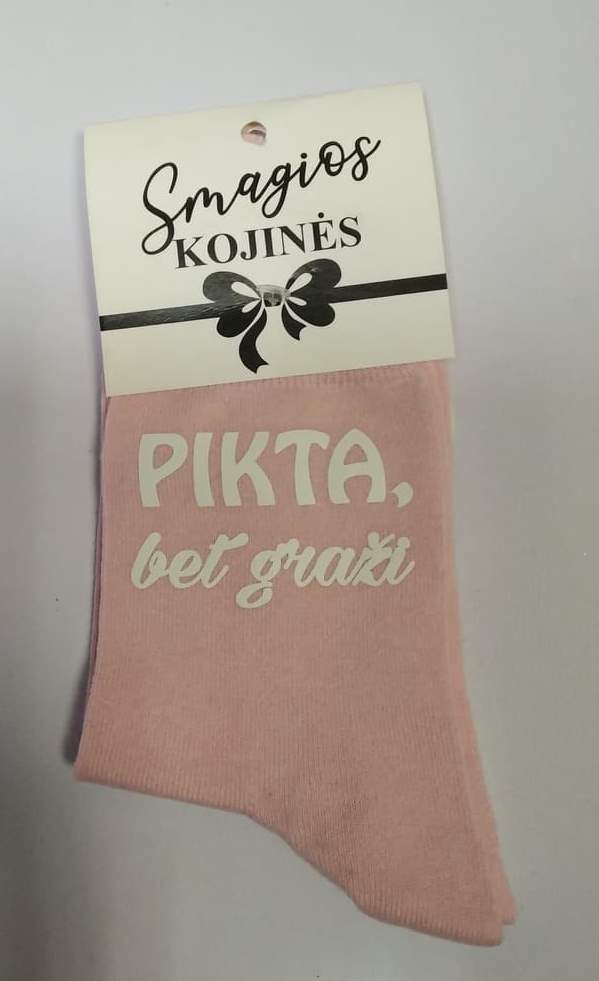 Smagios
KOJINĖS
PIKTA,
bet graži